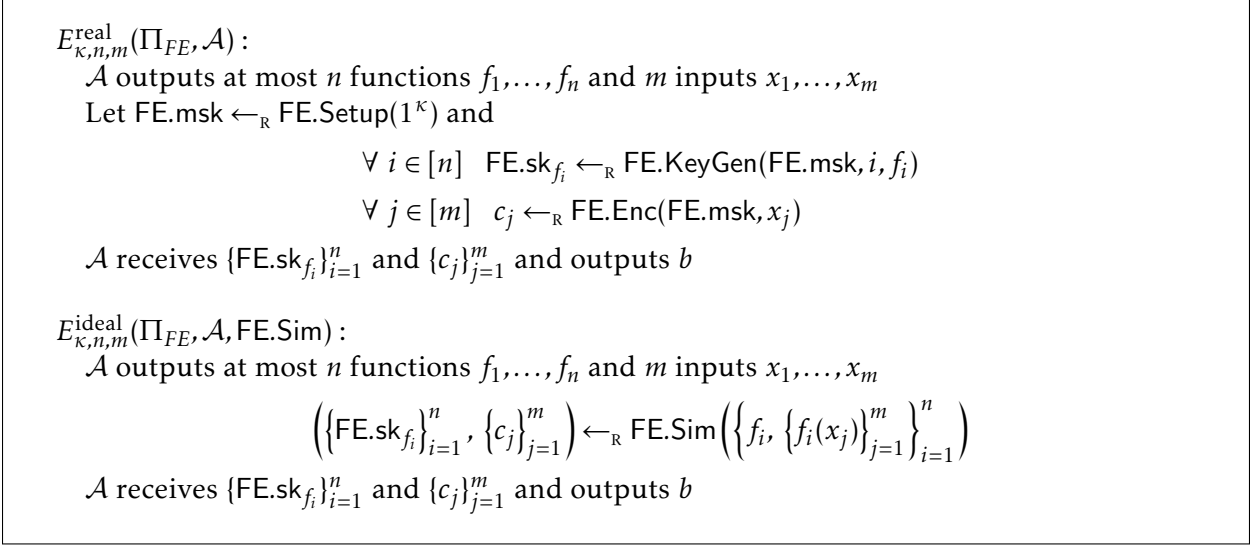 E^{real}_{κ,n,m}(Π_{FE}, 𝒜) :
𝒜 outputs at most n functions f_1,…,f_n and m inputs x_1,…,x_m
Let FE.msk ←_R FE.Setup(1^κ) and
∀ i ∈ [n] FE.sk_{f_i} ←_R FE.KeyGen(FE.msk, i, f_i)
∀ j ∈ [m] c_j ←_R FE.Enc(FE.msk, x_j)
𝒜 receives {FE.sk_{f_i}}^n_{i=1} and {c_j}^m_{j=1} and outputs b
E^{ideal}_{κ,n,m}(Π_{FE}, 𝒜, FE.Sim) :
𝒜 outputs at most n functions f_1,…,f_n and m inputs x_1,…,x_m
({FE.sk_{f_i}}^n_{i=1}, {c_j}^m_{j=1}) ←_R FE.Sim({f_i, {f_i(x_j)}^m_{j=1}}^n_{i=1})
𝒜 receives {FE.sk_{f_i}}^n_{i=1} and {c_j}^m_{j=1} and outputs b